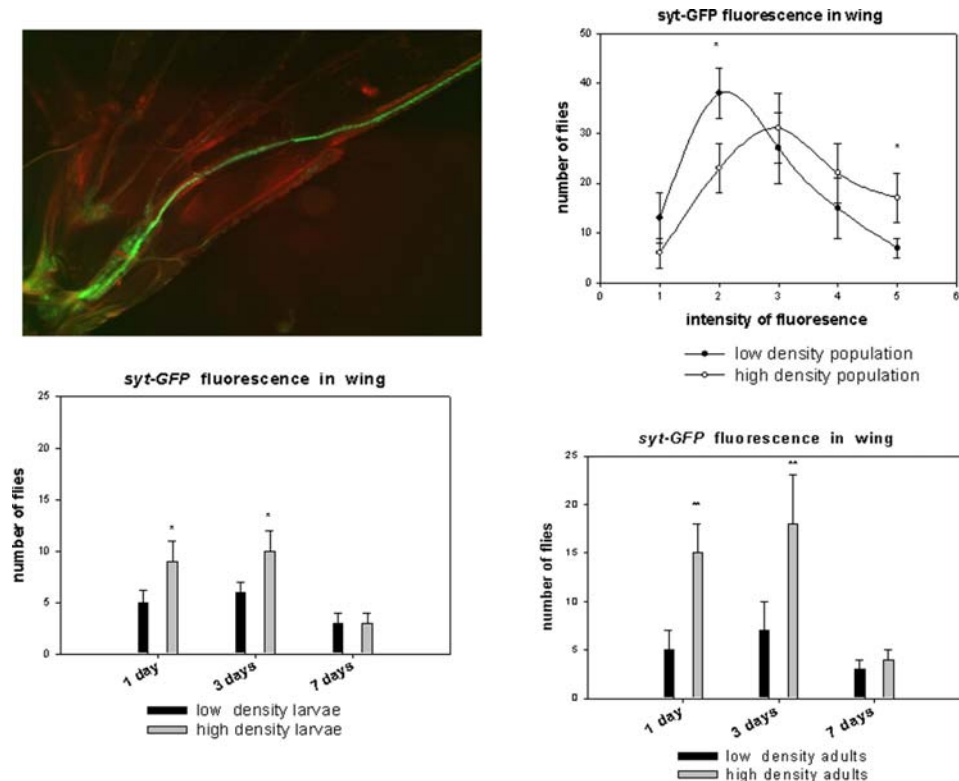 syt-GFP fluorescence in wing
*
*
50
40
30
20
10
0
number of flies
0 1 2 3 4 5 6
intensity of fluoresence
low density population
high density population
syt-GFP fluorescence in wing
25
20
15
10
5
0
number of flies
*
*
1 day
3 days
7 days
low density larvae
high density larvae
syt-GFP fluorescence in wing
25
20
15
10
5
0
number of flies
**
**
1 day
3 days
7 days
low density adults
high density adults